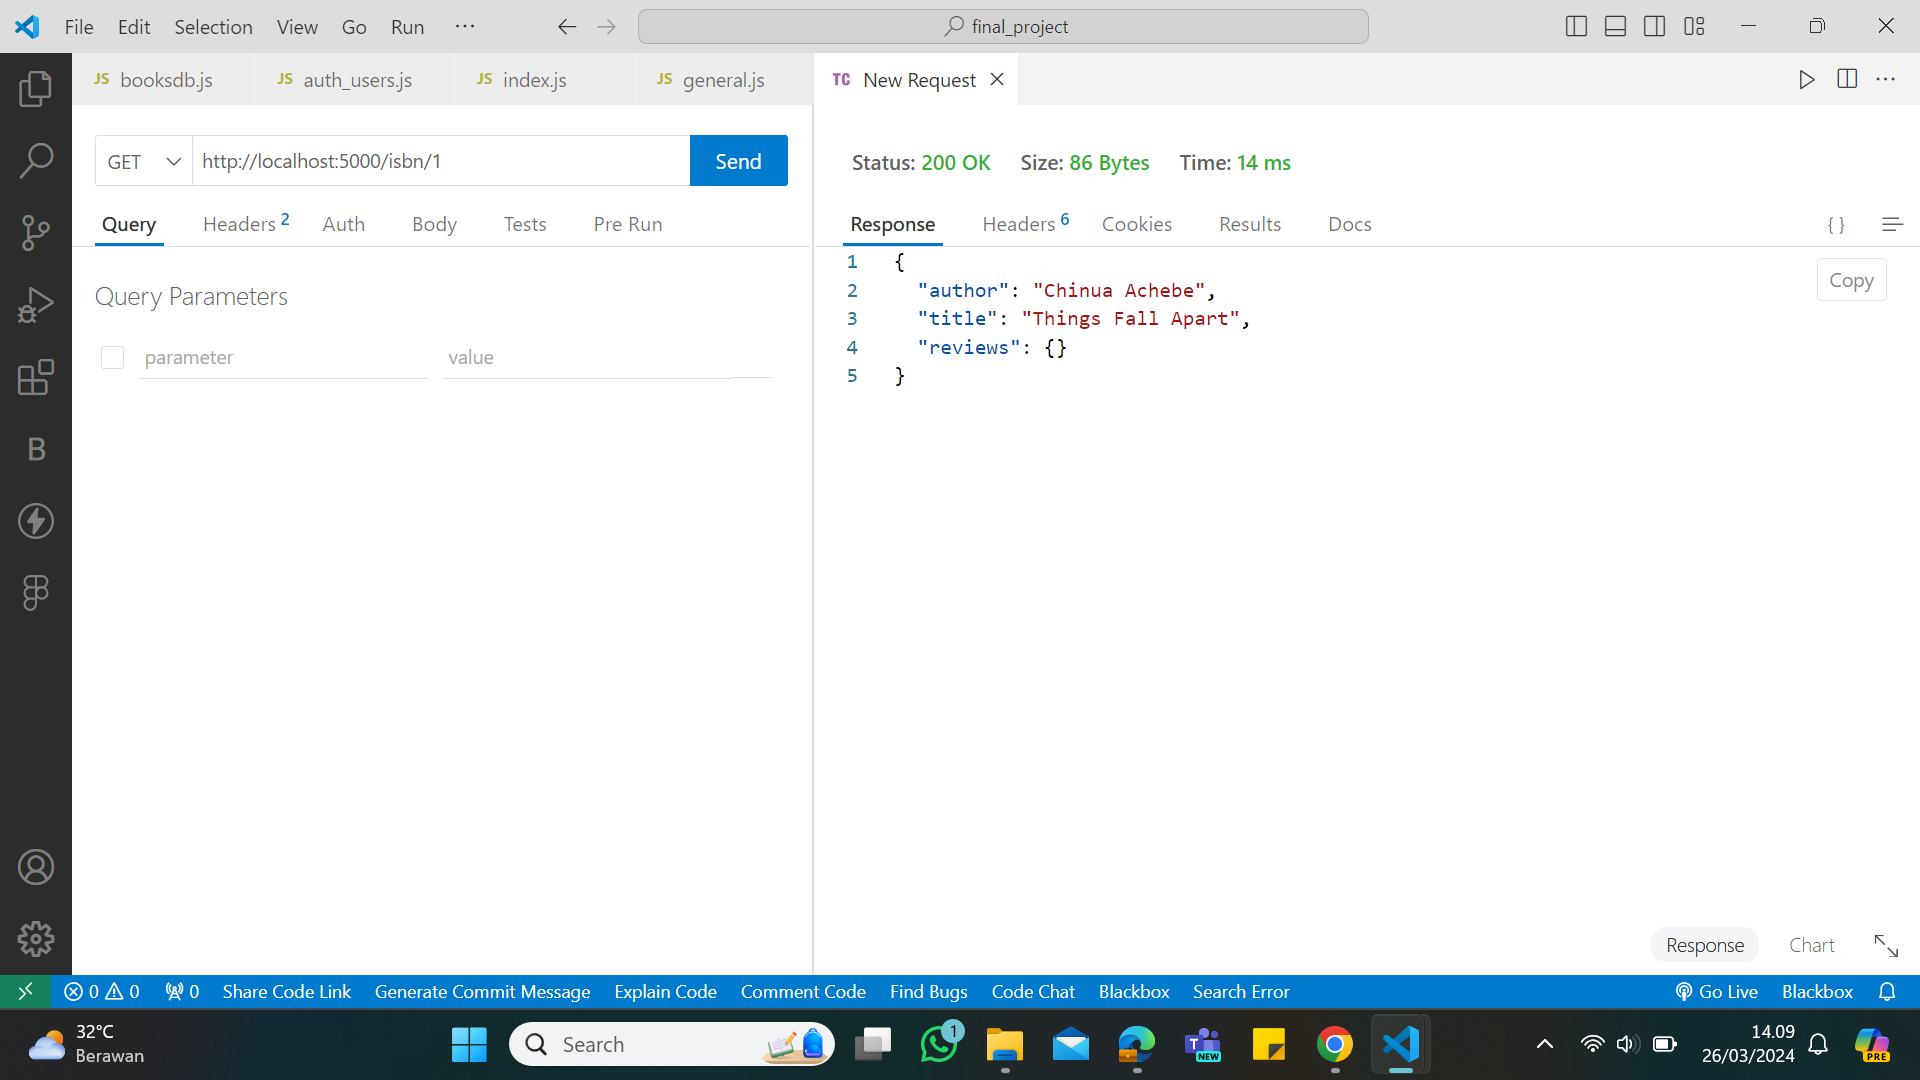 File Edit Selection View Go Run ··· final_project
JS booksdb.js JS auth_users.js JS index.js JS general.js TC New Request
GET http://localhost:5000/isbn/1 Send
Status: 200 OK Size: 86 Bytes Time: 14 ms
Query Headers 2 Auth Body Tests Pre Run
Response Headers 6 Cookies Results Docs { }
Query Parameters
parameter value
1 {
2 "author": "Chinua Achebe",
3 "title": "Things Fall Apart",
4 "reviews": {}
5 }
Copy
B
Response Chart
0 0 0 Share Code Link Generate Commit Message Explain Code Comment Code Find Bugs Code Chat Blackbox Search Error Go Live Blackbox
32°C
Berawan
Search
1
T
NEW
14.09
26/03/2024
PRE